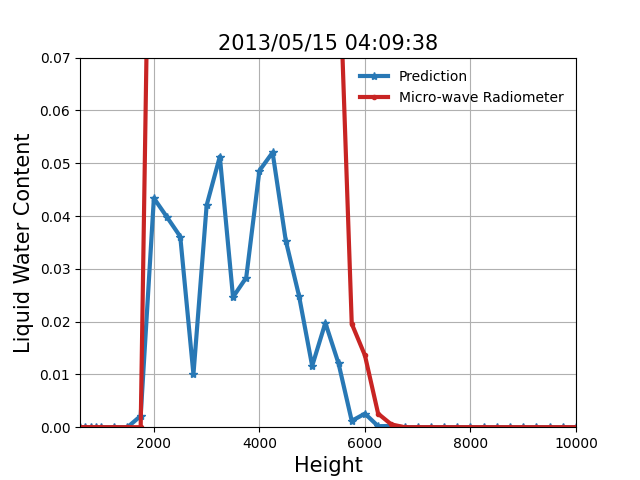 2013/05/15 04:09:38
Prediction
Micro-wave Radiometer
Liquid Water Content
0.07
0.06
0.05
0.04
0.03
0.02
0.01
0.00
2000 4000 6000 8000 10000
Height